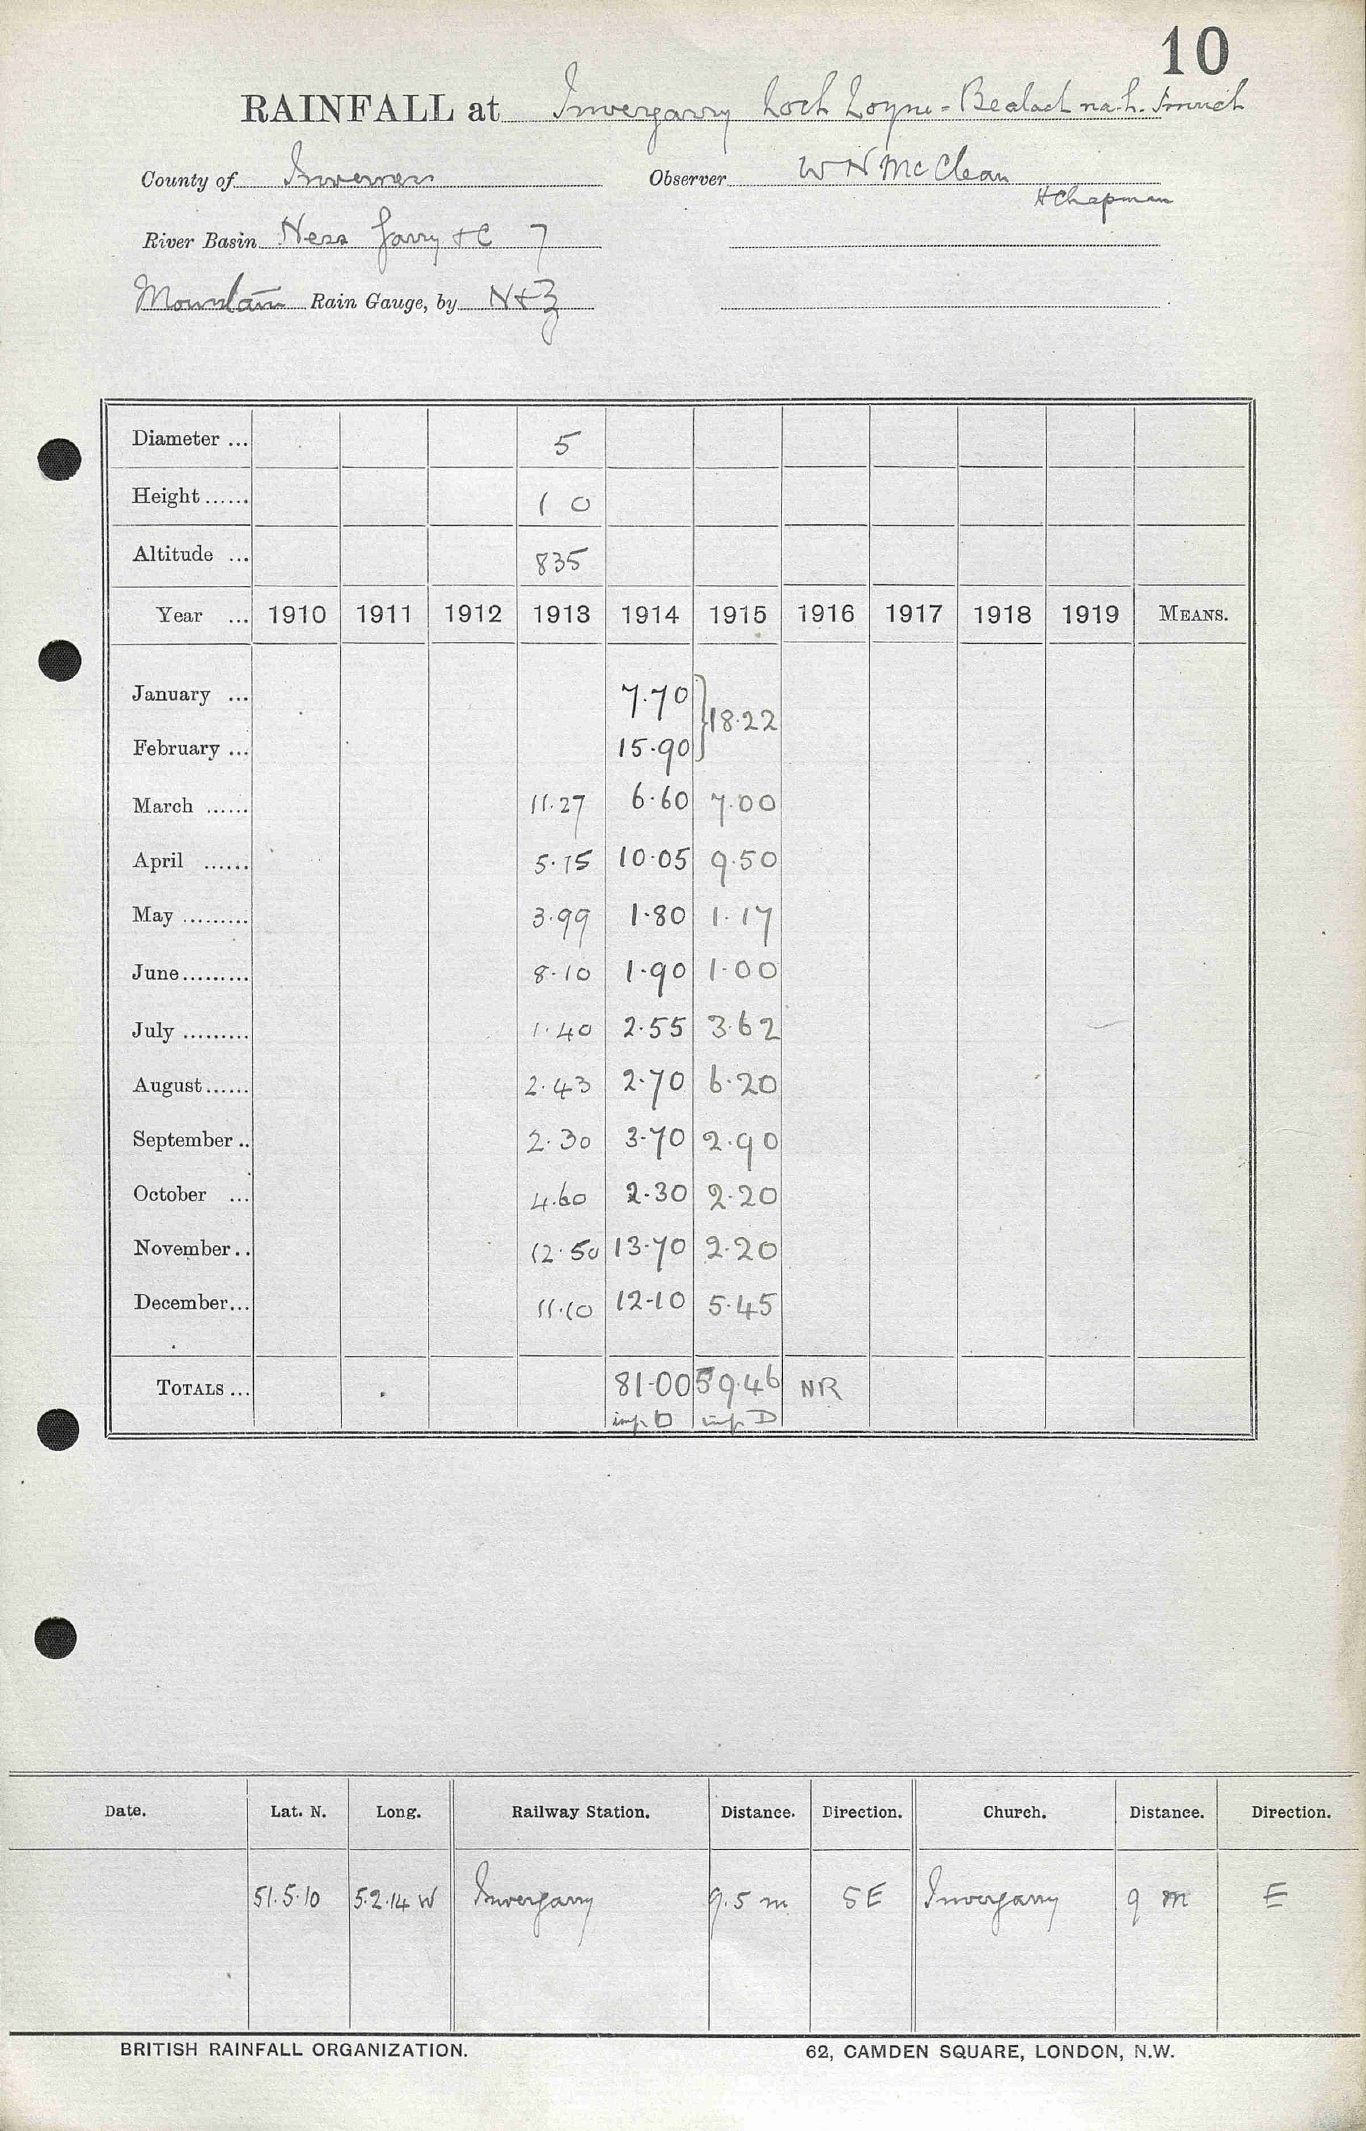 10
RAINFALL at Invergarry Loch Loyne - Bealach na h.
County of Inverness Observer W N McClean
H Chapman
River Basin Ness Garry + C 7
Mountain Rain Gauge, by N + Z
Diameter ... 5
Height ...... 1 0
Altitude ... 835
Year ... 1910 1911 1912 1913 1914 1915 1916 1917 1918 1919 MEANS.
January ... 7.70
18.22
February ... 15.90
March ...... 11.27 6.60 7.00
April ...... 5.15 10.05 9.50
May ......... 3.99 1.80 1.17
June......... 8.10 1.90 1.00
July ......... 1.40 2.55 3.62
August...... 2.43 2.70 6.20
September .. 2.30 3.70 2.90
October ... 4.60 2.30 2.20
November .. 12.50 13.70 2.20
December... 11.10 12.10 5.45
TOTALS ... 81.00 59.46 NR
imp. D imp. D
Date. Lat. N. Long. Railway Station. Distance. Direction. Church. Distance. Direction.
51.5.10 5.2.14 W Invergarry 9.5 m SE Invergarry 9 m E
BRITISH RAINFALL ORGANIZATION. 62, CAMDEN SQUARE, LONDON, N.W.